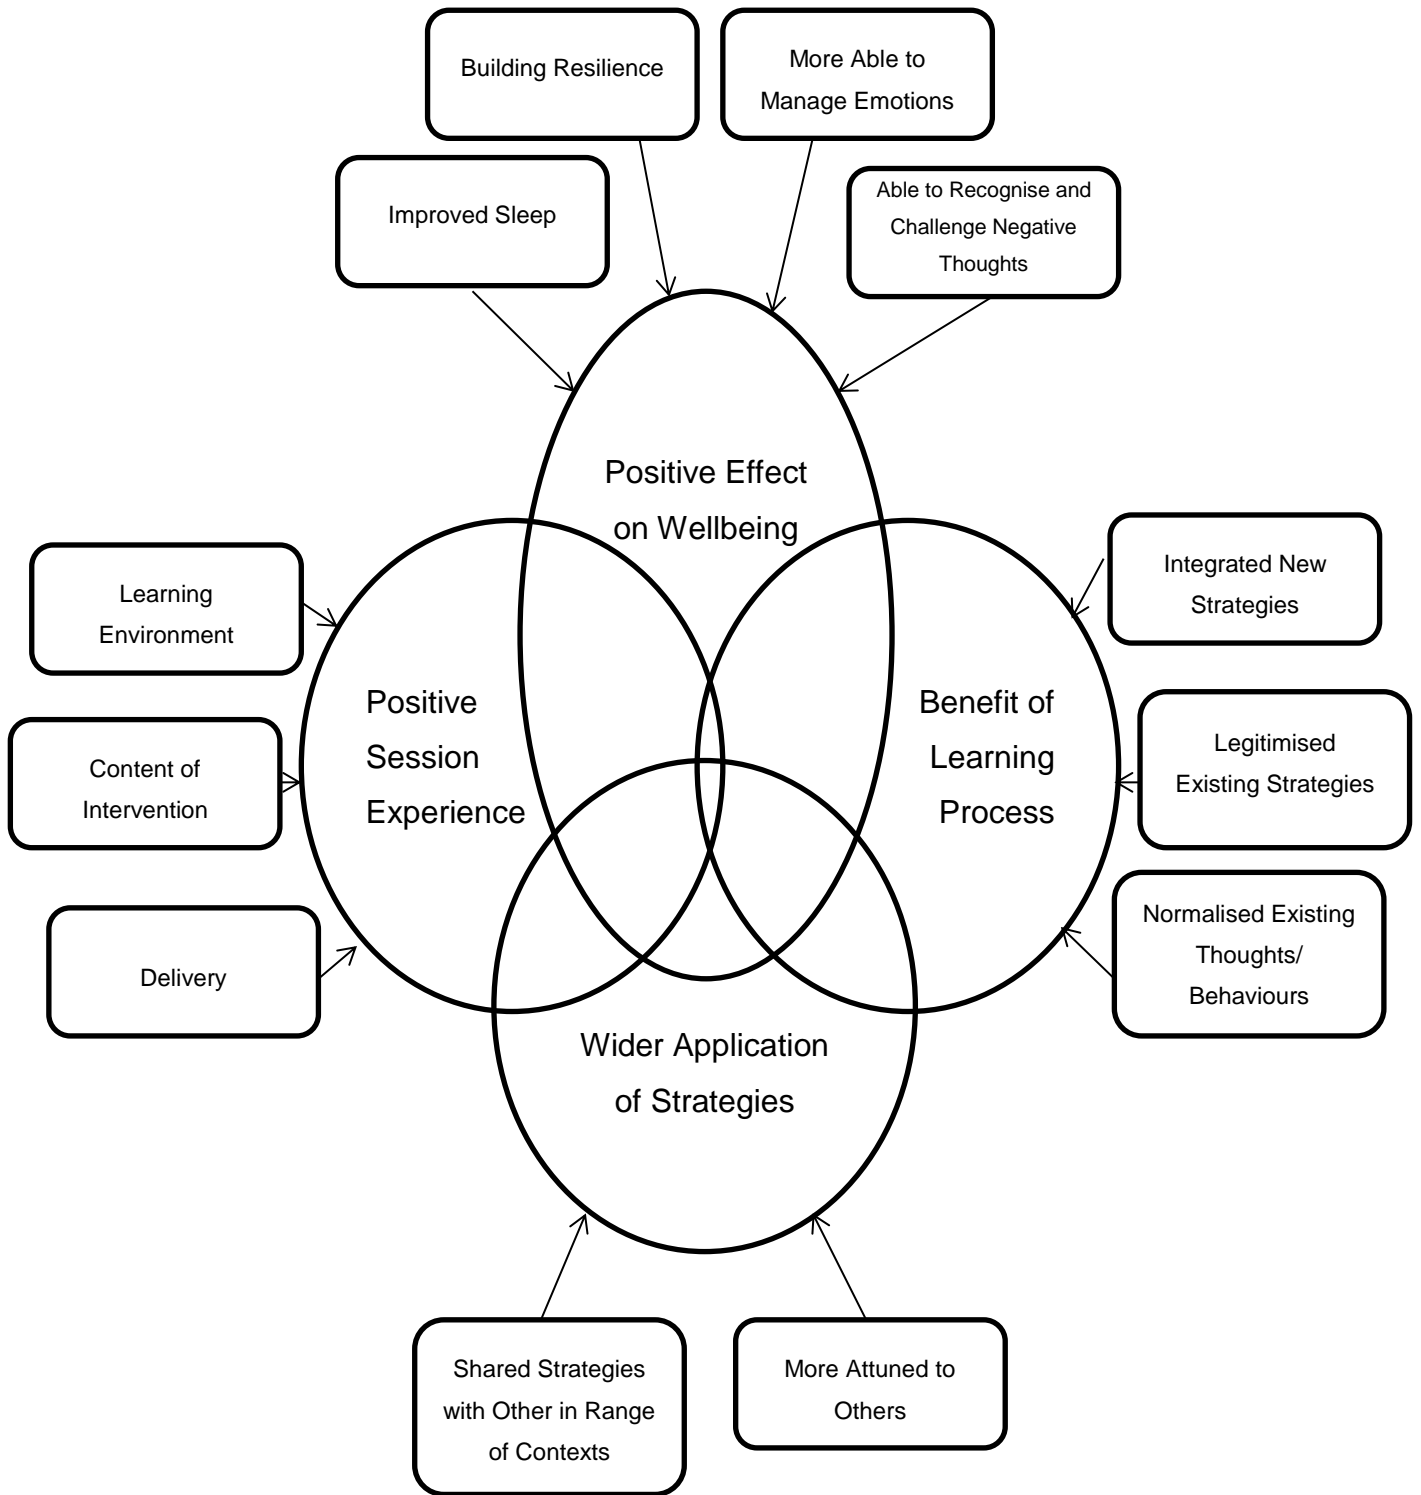 Building Resilience
More Able to
Manage Emotions
Improved Sleep
Able to Recognise and
Challenge Negative
Thoughts
Positive Effect
on Wellbeing
Learning
Environment
Content of
Intervention
Delivery
Positive
Session
Experience
Benefit of
Learning
Process
Integrated New
Strategies
Legitimised
Existing Strategies
Normalised Existing
Thoughts/
Behaviours
Wider Application
of Strategies
Shared Strategies
with Other in Range
of Contexts
More Attuned to
Others